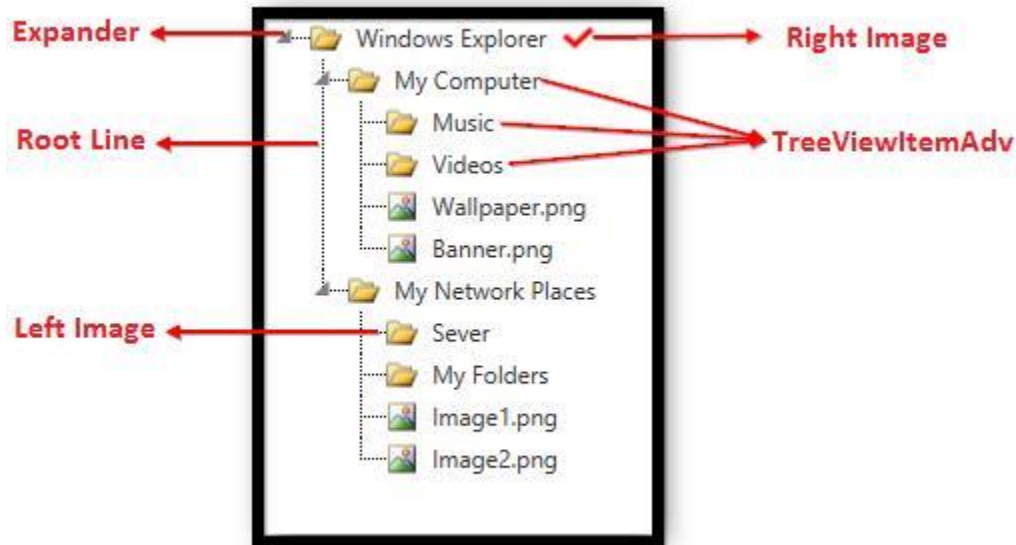 Expander
Windows Explorer
Right Image
My Computer
Root Line
Music
TreeViewItemAdv
Videos
Wallpaper.png
Banner.png
My Network Places
Left Image
Sever
My Folders
Image1.png
Image2.png